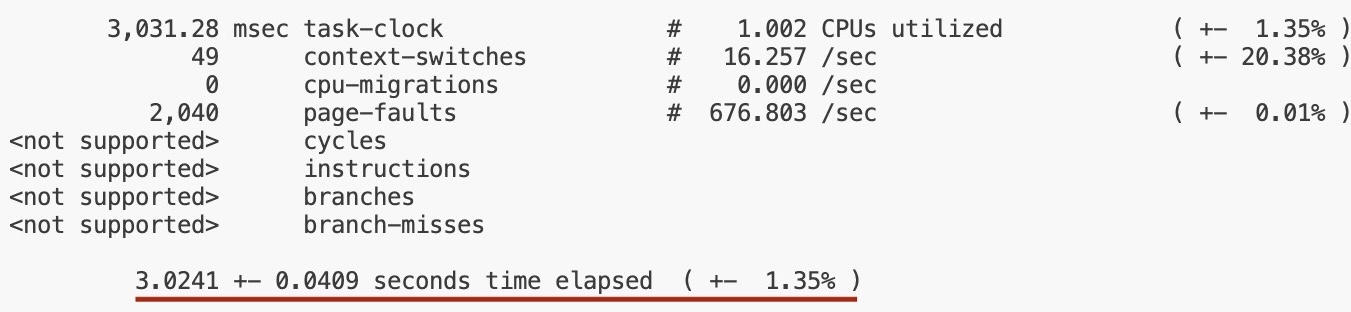 3,031.28 msec task-clock # 1.002 CPUs utilized ( +- 1.35% )
49 context-switches # 16.257 /sec ( +- 20.38% )
0 cpu-migrations # 0.000 /sec
2,040 page-faults # 676.803 /sec ( +- 0.01% )
<not supported> cycles
<not supported> instructions
<not supported> branches
<not supported> branch-misses
3.0241 +- 0.0409 seconds time elapsed ( +- 1.35% )